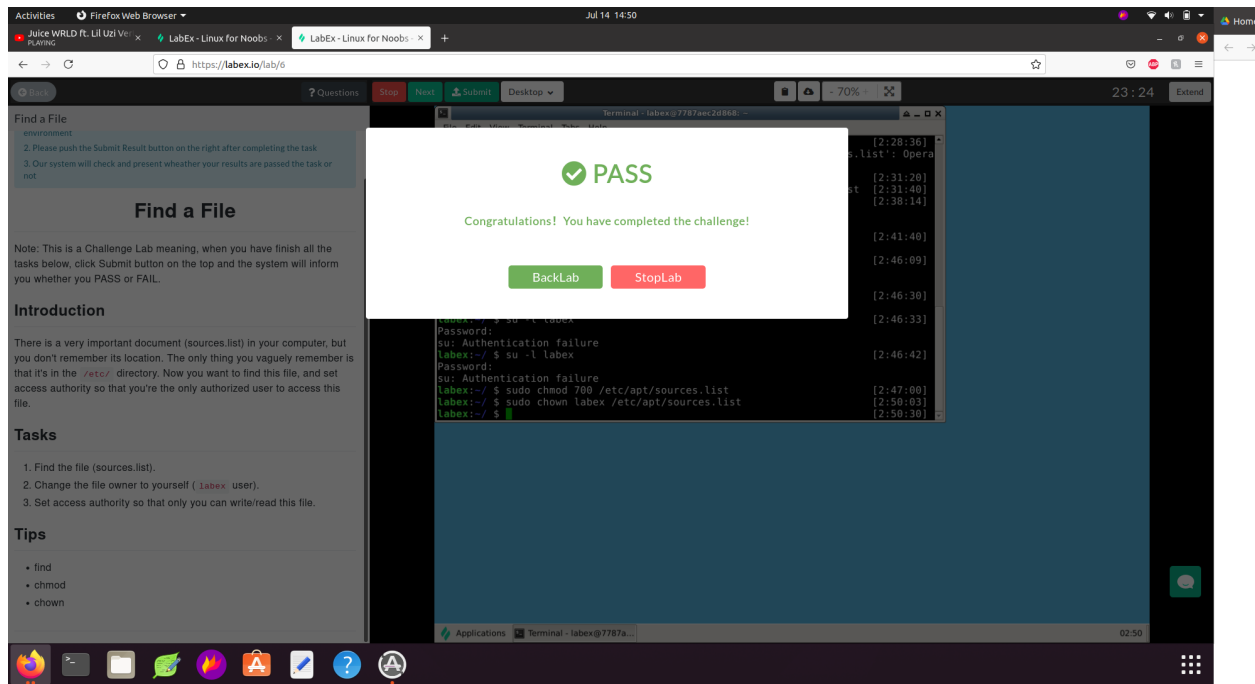 Activities
Firefox Web Browser
Jul 14 14:50
Home
Juice WRLD ft. Lil Uzi Ver
PLAYING
LabEx - Linux for Noobs -
LabEx - Linux for Noobs -
https://labex.io/lab/6
Back
? Questions
Stop
Next
Submit
Desktop
- 70% +
23 : 24
Extend
Find a File
environment
2. Please push the Submit Result button on the right after completing the task
3. Our system will check and present wheather your results are passed the task or
not
Find a File
Note: This is a Challenge Lab meaning, when you have finish all the
tasks below, click Submit button on the top and the system will inform
you whether you PASS or FAIL.
Introduction
There is a very important document (sources.list) in your computer, but
you don't remember its location. The only thing you vaguely remember is
that it's in the /etc/ directory. Now you want to find this file, and set
access authority so that you're the only authorized user to access this
file.
Tasks
1. Find the file (sources.list).
2. Change the file owner to yourself ( labex user).
3. Set access authority so that only you can write/read this file.
Tips
• find
• chmod
• chown
Terminal - labex@7787aec2d868: ~
File Edit View Terminal Tabs Help
[2:28:36]
s.list': Opera
[2:31:20]
st [2:31:40]
[2:38:14]
[2:41:40]
[2:46:09]
[2:46:30]
PASS
Congratulations! You have completed the challenge!
BackLab
StopLab
labex:~/ $ su -l labex [2:46:33]
Password:
su: Authentication failure
labex:~/ $ su -l labex [2:46:42]
Password:
su: Authentication failure
labex:~/ $ sudo chmod 700 /etc/apt/sources.list [2:47:00]
labex:~/ $ sudo chown labex /etc/apt/sources.list [2:50:03]
labex:~/ $ [2:50:30]
Applications
Terminal - labex@7787a...
02:50